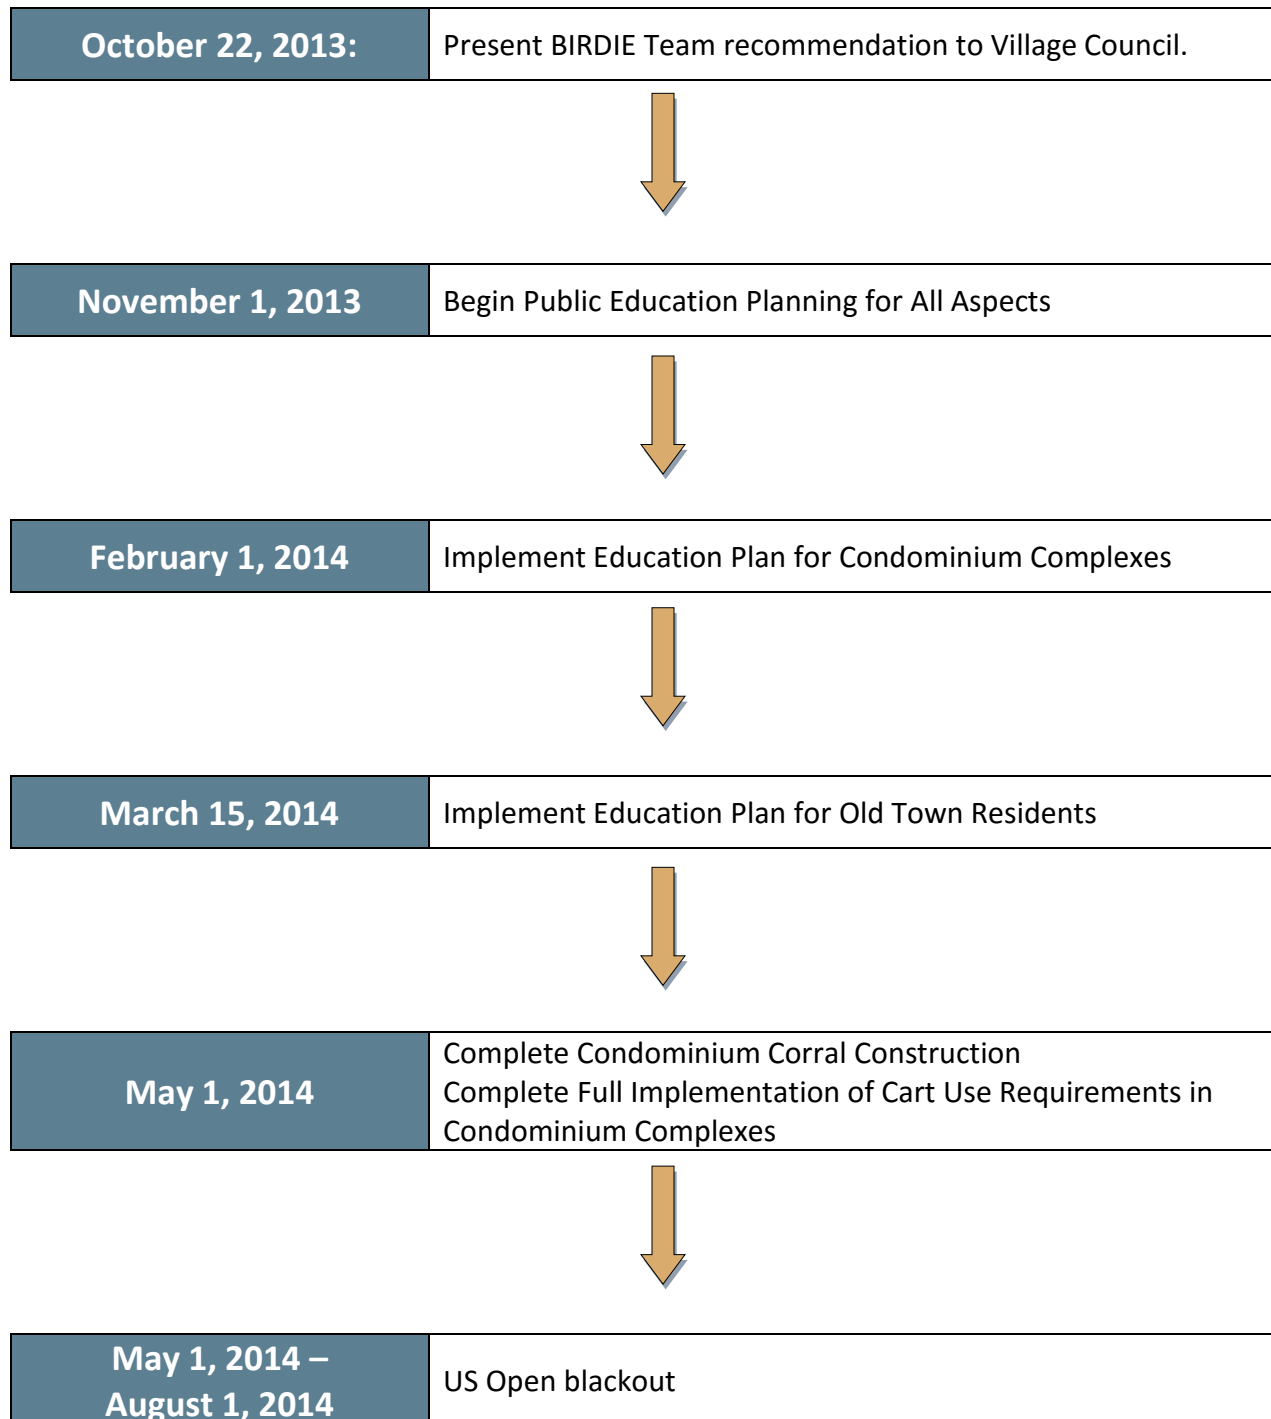 October 22, 2013:
Present BIRDIE Team recommendation to Village Council.
November 1, 2013
Begin Public Education Planning for All Aspects
February 1, 2014
Implement Education Plan for Condominium Complexes
March 15, 2014
Implement Education Plan for Old Town Residents
May 1, 2014
Complete Condominium Corral Construction
Complete Full Implementation of Cart Use Requirements in
Condominium Complexes
May 1, 2014 –
August 1, 2014
US Open blackout